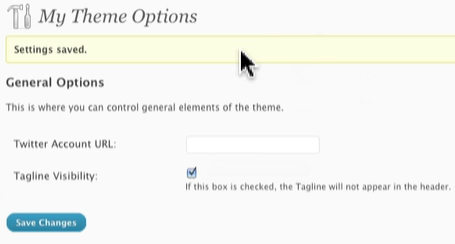 My Theme Options
Settings saved.
General Options
This is where you can control general elements of the theme.
Twitter Account URL:
Tagline Visibility:
If this box is checked, the Tagline will not appear in the header.
Save Changes